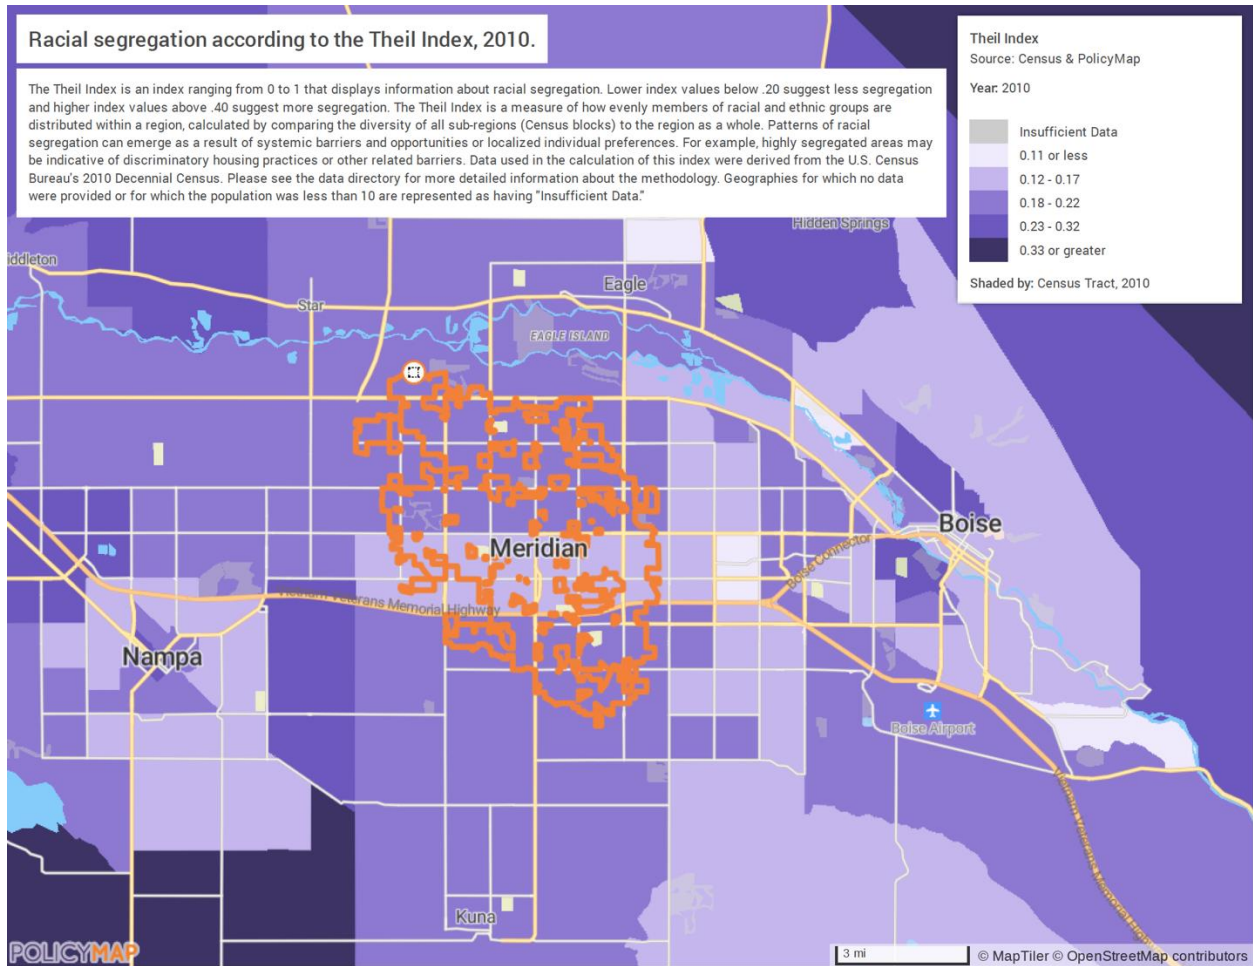 Racial segregation according to the Theil Index, 2010.
The Theil Index is an index ranging from 0 to 1 that displays information about racial segregation. Lower index values below .20 suggest less segregation
and higher index values above .40 suggest more segregation. The Theil Index is a measure of how evenly members of racial and ethnic groups are
distributed within a region, calculated by comparing the diversity of all sub-regions (Census blocks) to the region as a whole. Patterns of racial
segregation can emerge as a result of systemic barriers and opportunities or localized individual preferences. For example, highly segregated areas may
be indicative of discriminatory housing practices or other related barriers. Data used in the calculation of this index were derived from the U.S. Census
Bureau's 2010 Decennial Census. Please see the data directory for more detailed information about the methodology. Geographies for which no data
were provided or for which the population was less than 10 are represented as having "Insufficient Data."
Theil Index
Source: Census & PolicyMap
Year: 2010
Insufficient Data
0.11 or less
0.12 - 0.17
0.18 - 0.22
0.23 - 0.32
0.33 or greater
Shaded by: Census Tract, 2010
Hidden Springs
iddleton
Eagle
Star
EAGLE ISLAND
Boise
Meridian
Boise Connector
Veterans Memorial Highway
Nampa
Boise Airport
Veterans Memorial
Kuna
POLICYMAP
3 mi
© MapTiler © OpenStreetMap contributors